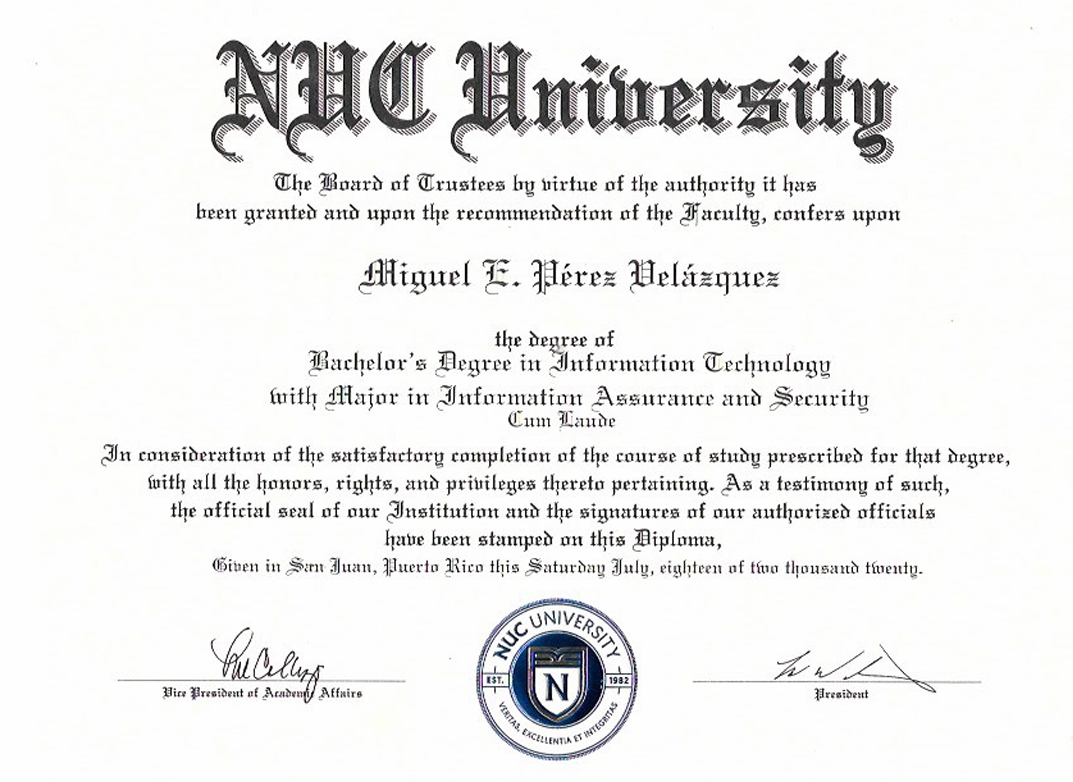 NUC University
The Board of Trustees by virtue of the authority it has
been granted and upon the recommendation of the Faculty, confers upon
Miguel E. Pérez Velázquez
the degree of
Bachelor's Degree in Information Technology
with Major in Information Assurance and Security
Cum Laude
In consideration of the satisfactory completion of the course of study prescribed for that degree,
with all the honors, rights, and privileges thereto pertaining. As a testimony of such,
the official seal of our Institution and the signatures of our authorized officials
have been stamped on this Diploma,
Given in San Juan, Puerto Rico this Saturday July, eighteen of two thousand twenty.
NUC UNIVERSITY
EST. 1982
N
VERITAS, EXCELLENTIA ET INTEGRITAS
Vice President of Academy Affairs
President